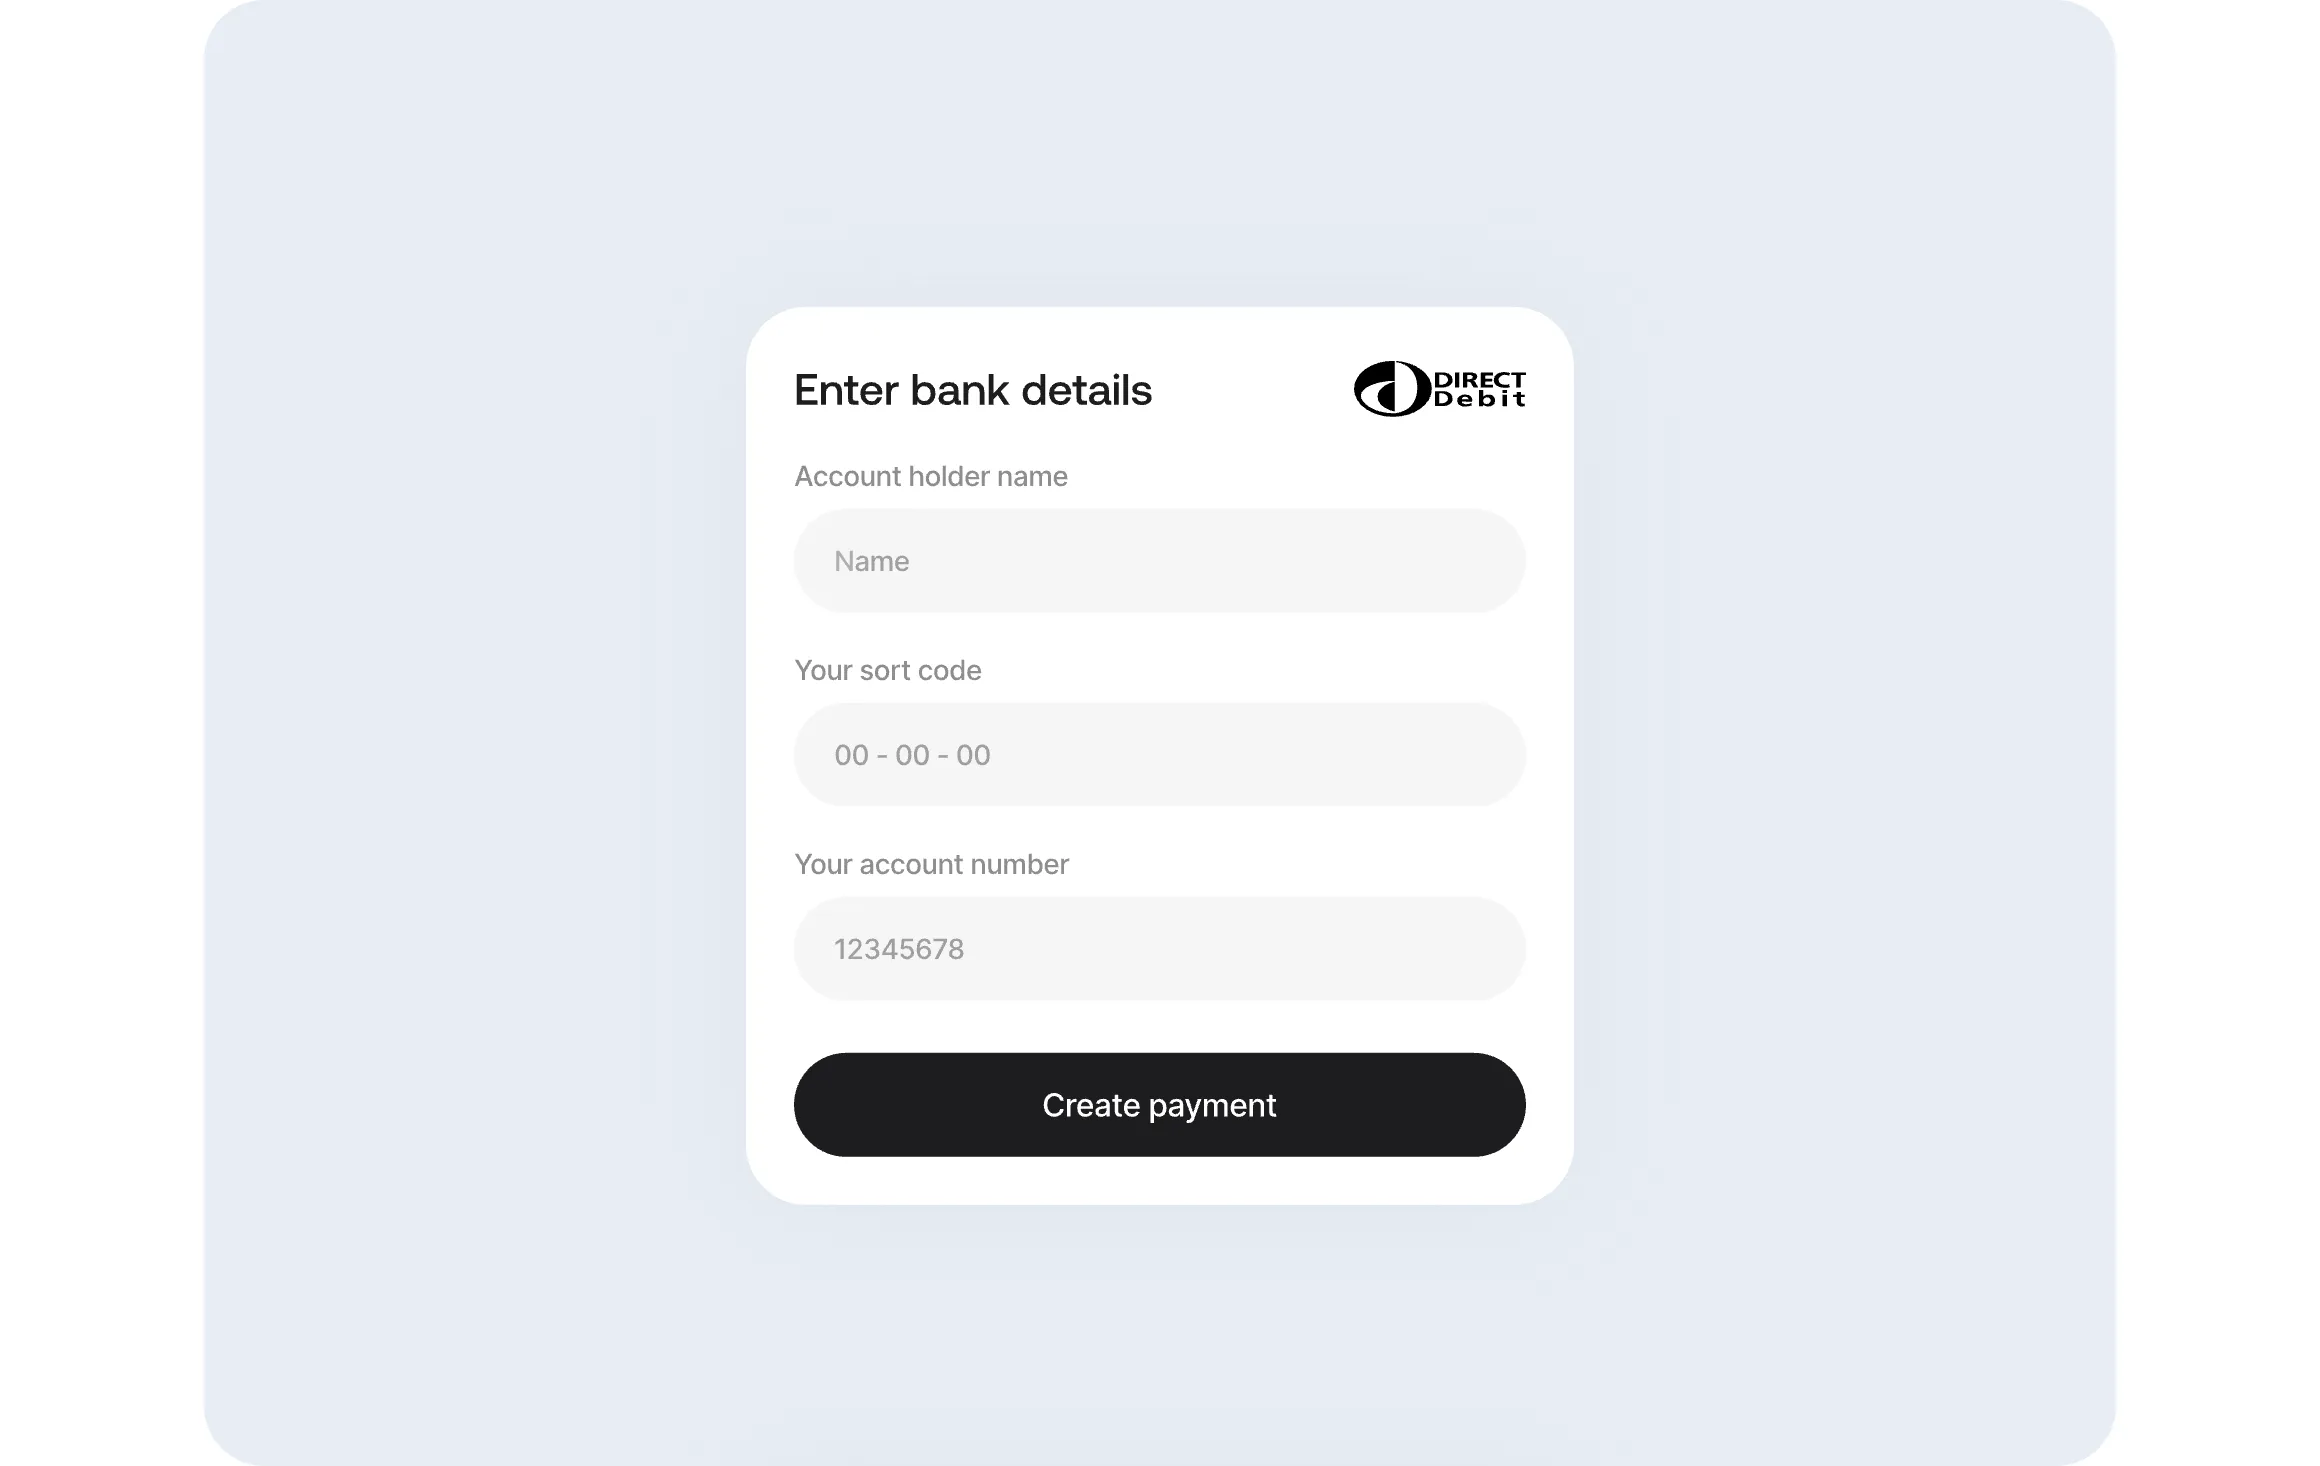 Enter bank details
DIRECT
Debit
Account holder name
Name
Your sort code
00 - 00 - 00
Your account number
12345678
Create payment